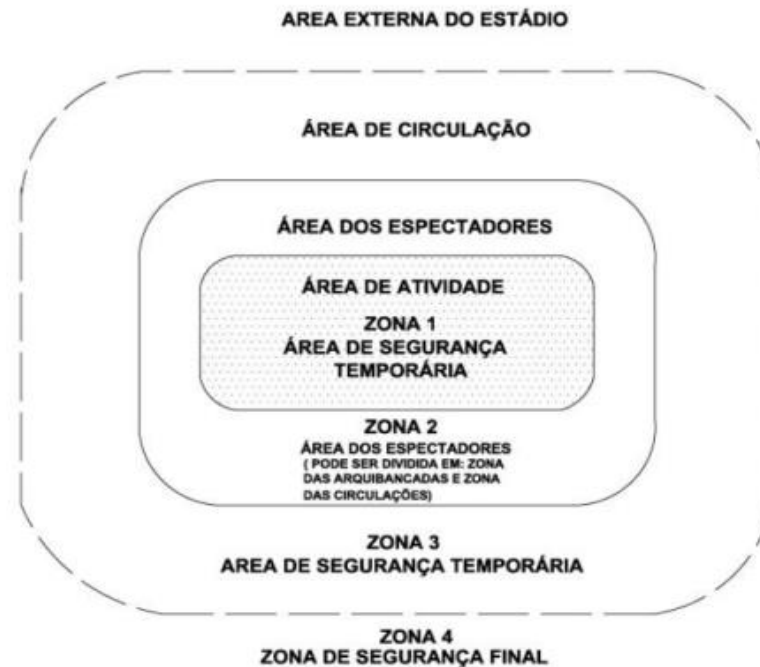 AREA EXTERNA DO ESTÁDIO
ÁREA DE CIRCULAÇÃO
ÁREA DOS ESPECTADORES
ÁREA DE ATIVIDADE
ZONA 1
ÁREA DE SEGURANÇA
TEMPORÁRIA
ZONA 2
ÁREA DOS ESPECTADORES
( PODE SER DIVIDIDA EM: ZONA
DAS ARQUIBANCADAS E ZONA
DAS CIRCULAÇÕES)
ZONA 3
AREA DE SEGURANÇA TEMPORÁRIA
ZONA 4
ZONA DE SEGURANÇA FINAL